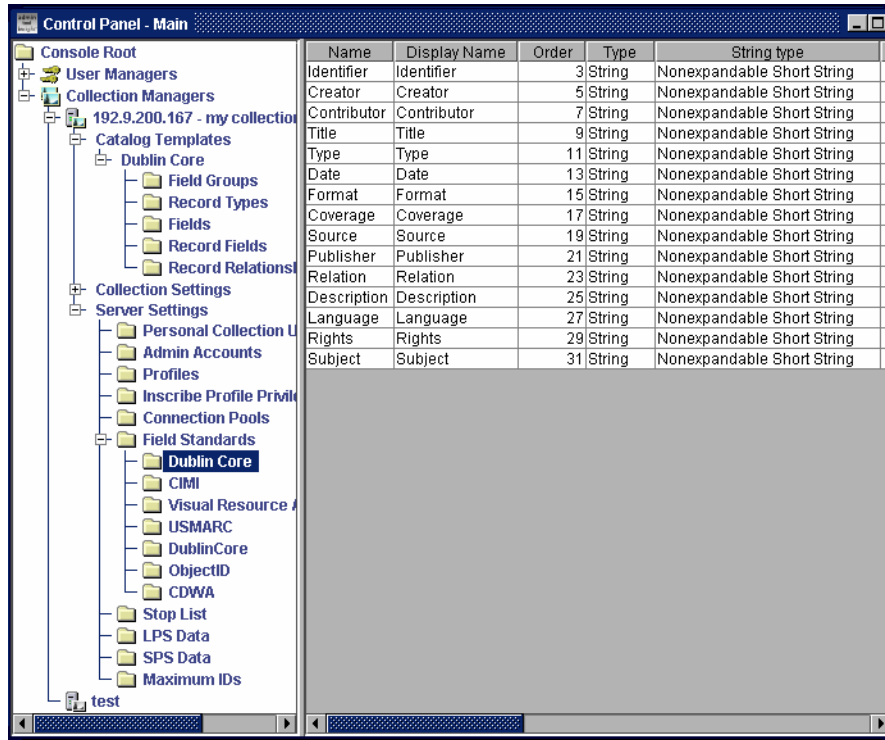 Control Panel - Main
Console Root
User Managers
Collection Managers
192.9.200.167 - my collection
Catalog Templates
Dublin Core
Field Groups
Record Types
Fields
Record Fields
Record
Collection Settings
Server Settings
Personal Collection
Admin Accounts
Profiles
Inscribe Profile
Connection Pools
Field Standards
Dublin Core
CIMI
Visual Resource
USMARC
DublinCore
ObjectID
CDWA
Stop List
LPS Data
SPS Data
Maximum IDs
test
Name Display Name Order Type String type
Identifier Identifier 3 String Nonexpandable Short String
Creator Creator 5 String Nonexpandable Short String
Contributor Contributor 7 String Nonexpandable Short String
Title Title 9 String Nonexpandable Short String
Type Type 11 String Nonexpandable Short String
Date Date 13 String Nonexpandable Short String
Format Format 15 String Nonexpandable Short String
Coverage Coverage 17 String Nonexpandable Short String
Source Source 19 String Nonexpandable Short String
Publisher Publisher 21 String Nonexpandable Short String
Relation Relation 23 String Nonexpandable Short String
Description Description 25 String Nonexpandable Short String
Language Language 27 String Nonexpandable Short String
Rights Rights 29 String Nonexpandable Short String
Subject Subject 31 String Nonexpandable Short String